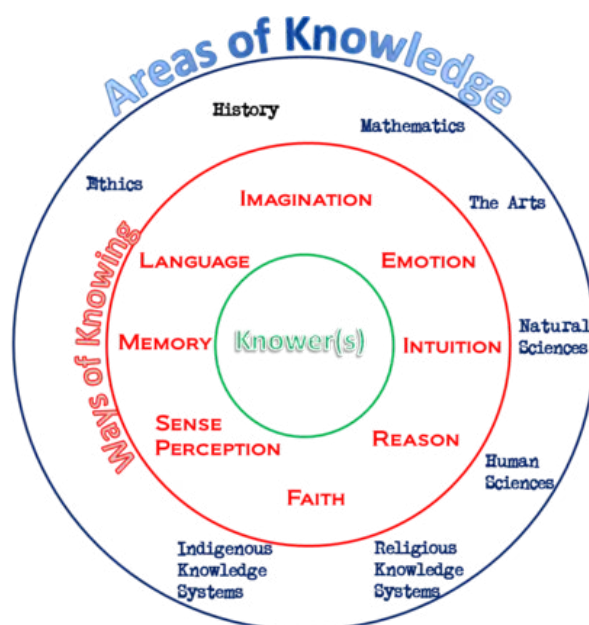 Areas of Knowledge
History
Mathematics
Ethics
The Arts
Natural
Sciences
Human
Sciences
Religious
Knowledge
Systems
Indigenous
Knowledge
Systems
Ways of Knowing
IMAGINATION
LANGUAGE
EMOTION
MEMORY
INTUITION
SENSE
PERCEPTION
REASON
FAITH
Knower(s)